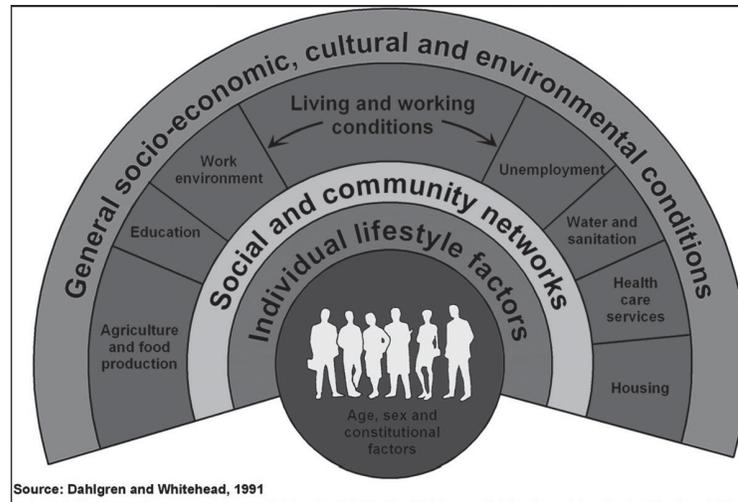 General socio-economic, cultural and environmental conditions
Living and working
conditions
Work
environment
Education
Agriculture
and food
production
Unemployment
Water and
sanitation
Health
care
services
Housing
Social and community networks
Individual lifestyle factors
Age, sex and
constitutional
factors
Source: Dahlgren and Whitehead, 1991